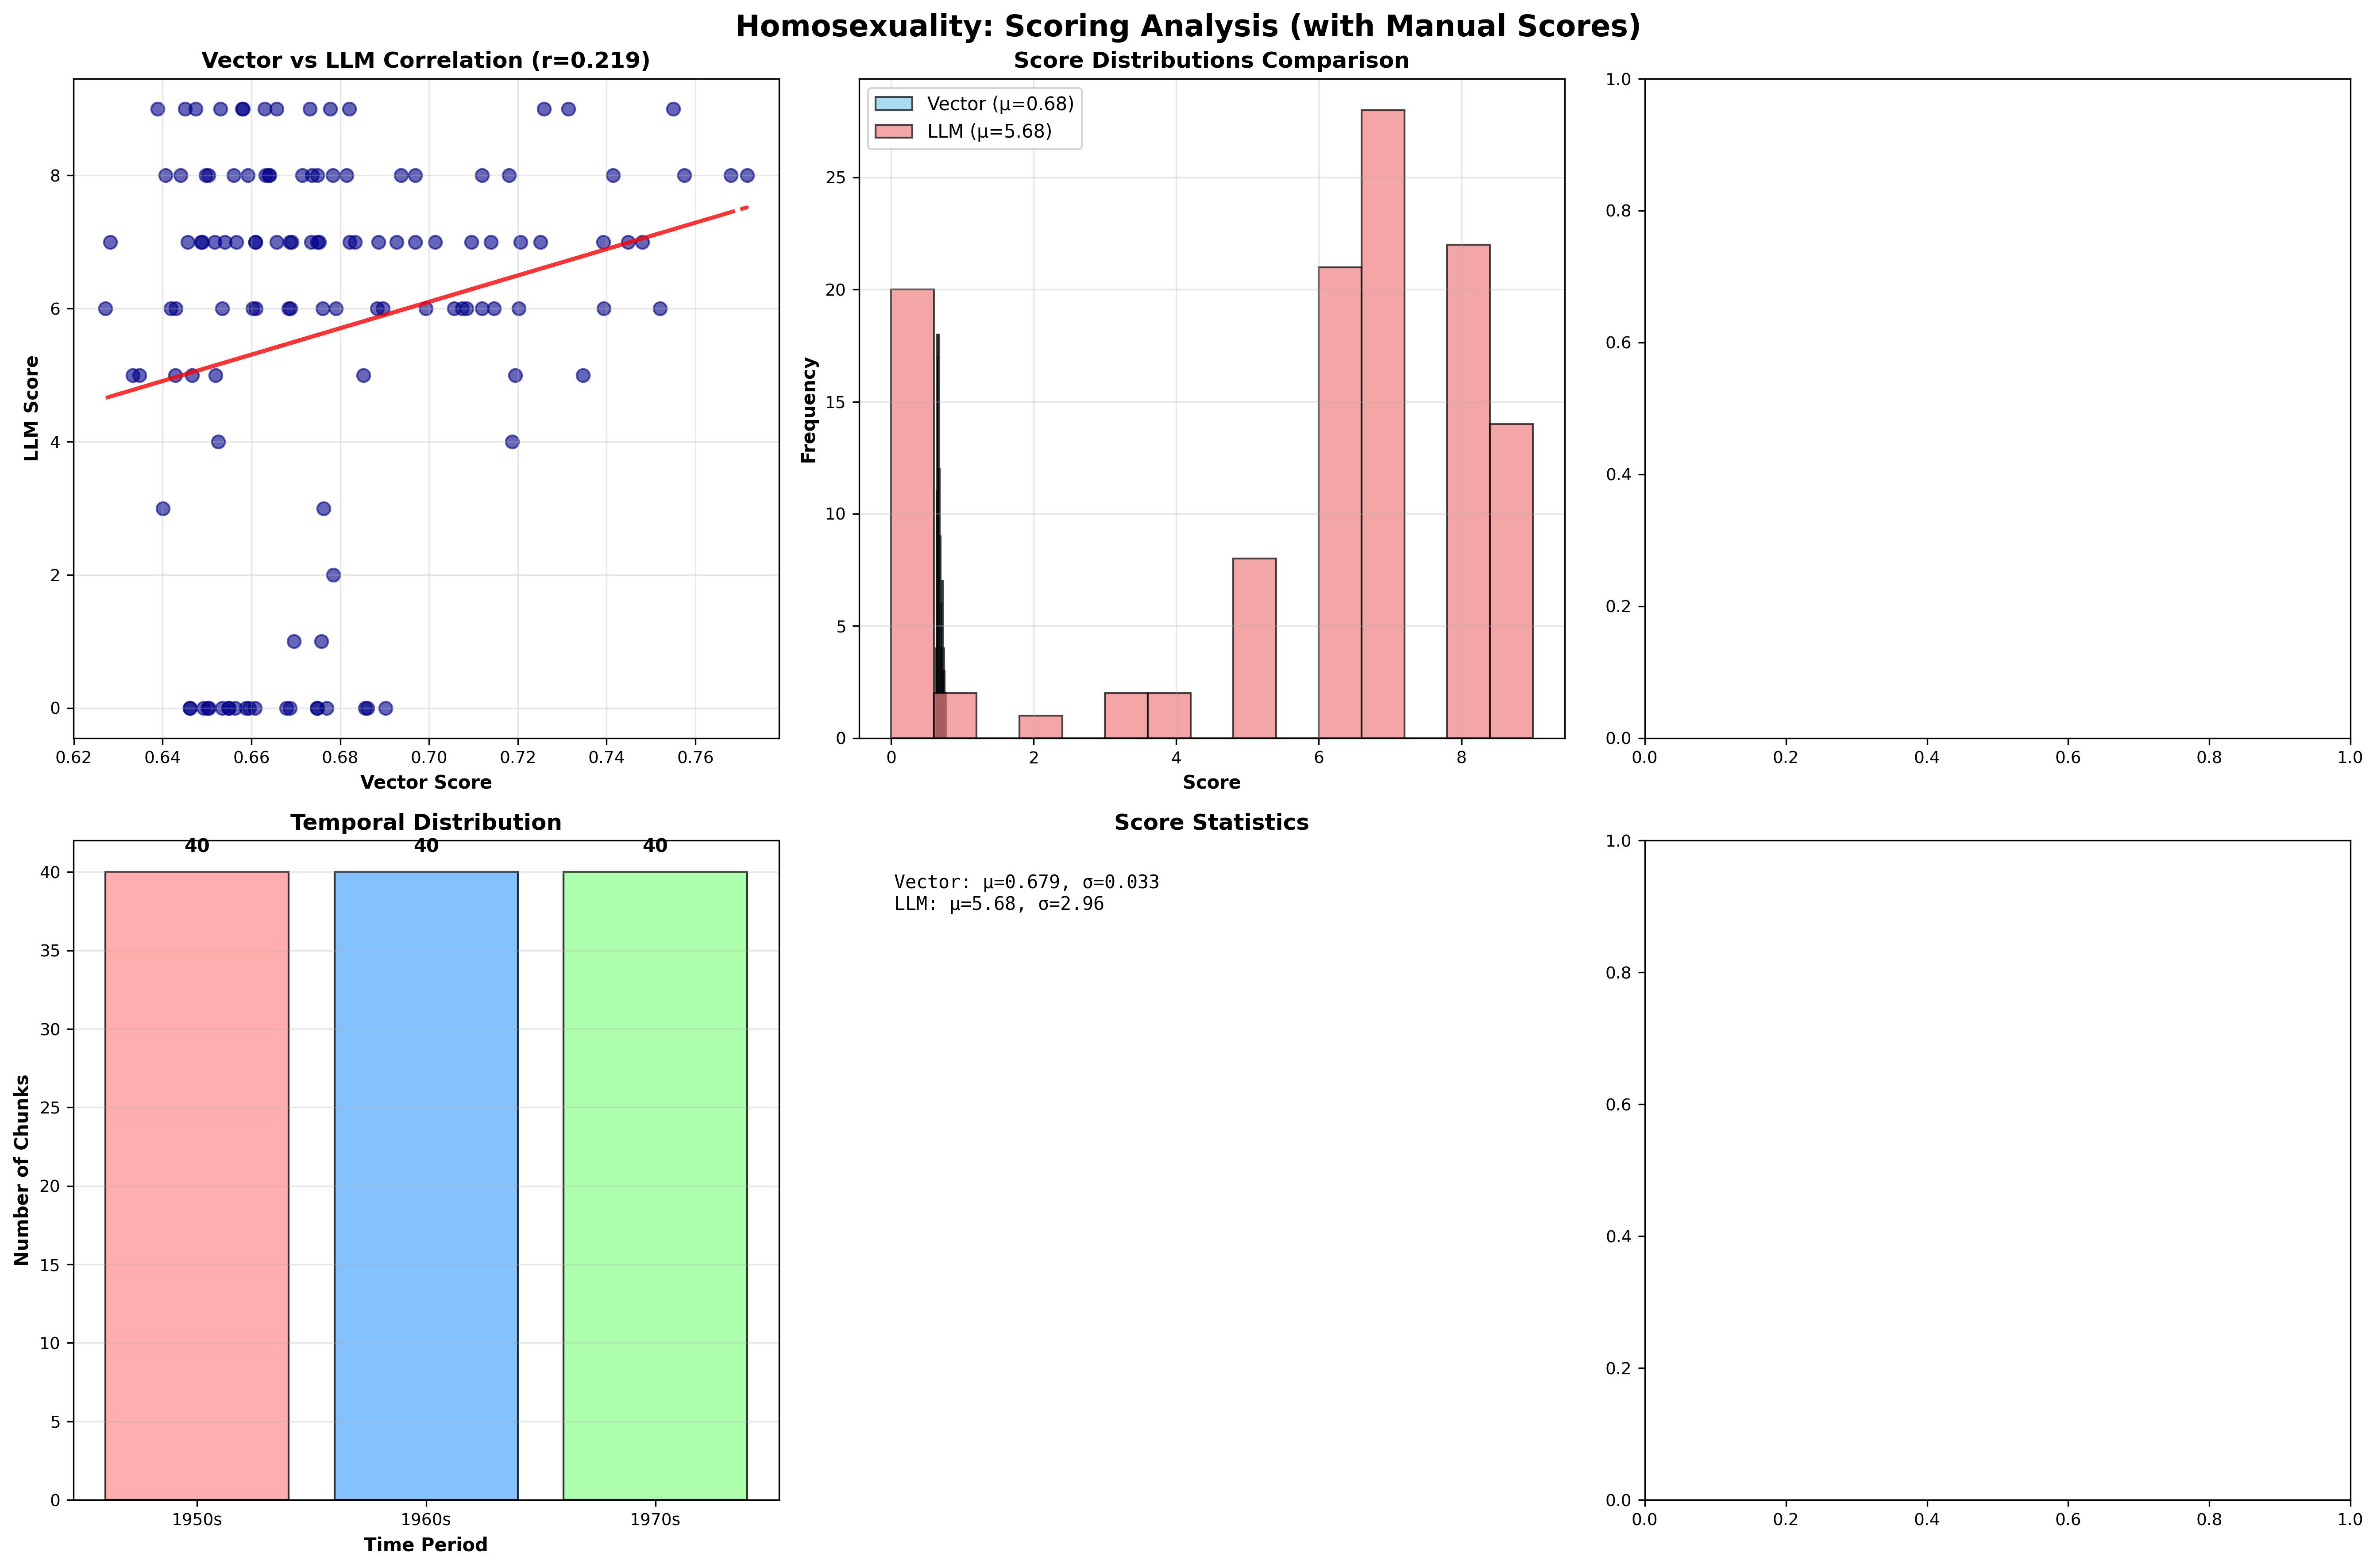 Homosexuality: Scoring Analysis (with Manual Scores)
Vector vs LLM Correlation (r=0.219)
8
6
4
2
0
LLM Score
0.62 0.64 0.66 0.68 0.70 0.72 0.74 0.76
Vector Score
Score Distributions Comparison
Vector (μ=0.68)
LLM (μ=5.68)
25
20
15
10
5
0
Frequency
0 2 4 6 8
Score
1.0
0.8
0.6
0.4
0.2
0.0
0.0 0.2 0.4 0.6 0.8 1.0
Temporal Distribution
40 40 40
40
35
30
25
20
15
10
5
0
Number of Chunks
1950s 1960s 1970s
Time Period
Score Statistics
Vector: μ=0.679, σ=0.033
LLM: μ=5.68, σ=2.96
1.0
0.8
0.6
0.4
0.2
0.0
0.0 0.2 0.4 0.6 0.8 1.0